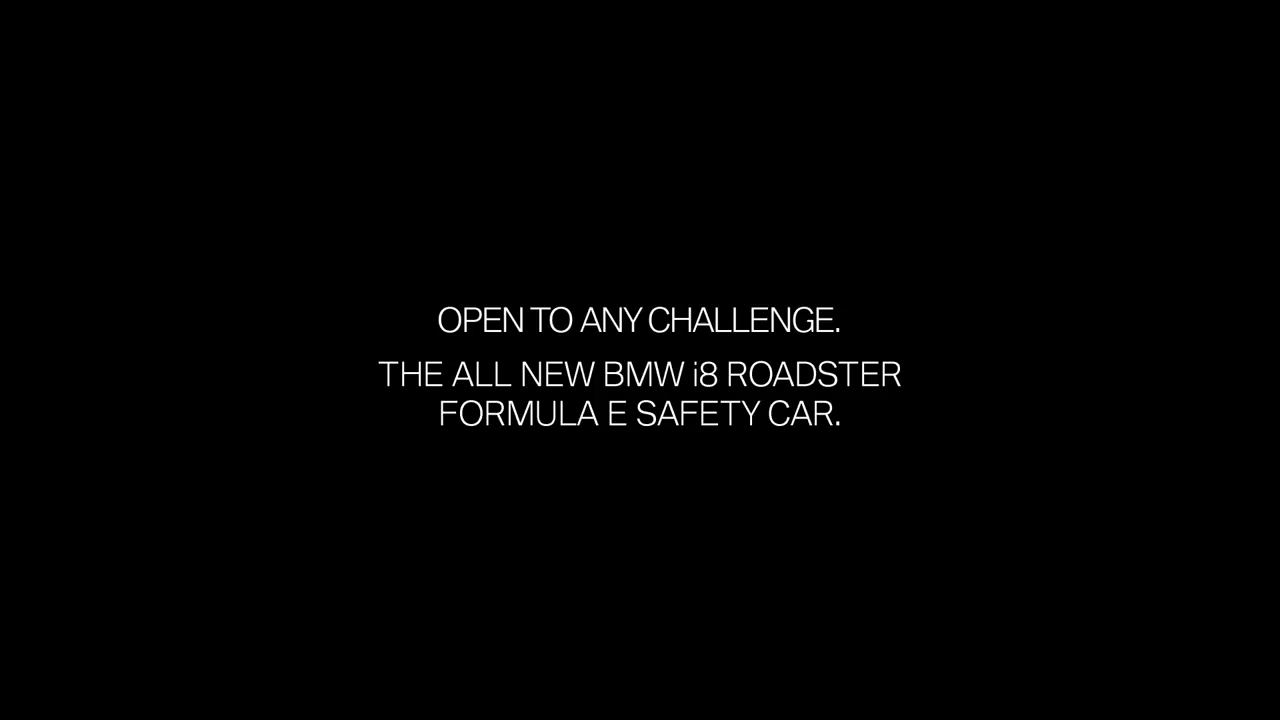 OPEN TO ANY CHALLENGE.
THE ALL NEW BMW i8 ROADSTER
FORMULA E SAFETY CAR.